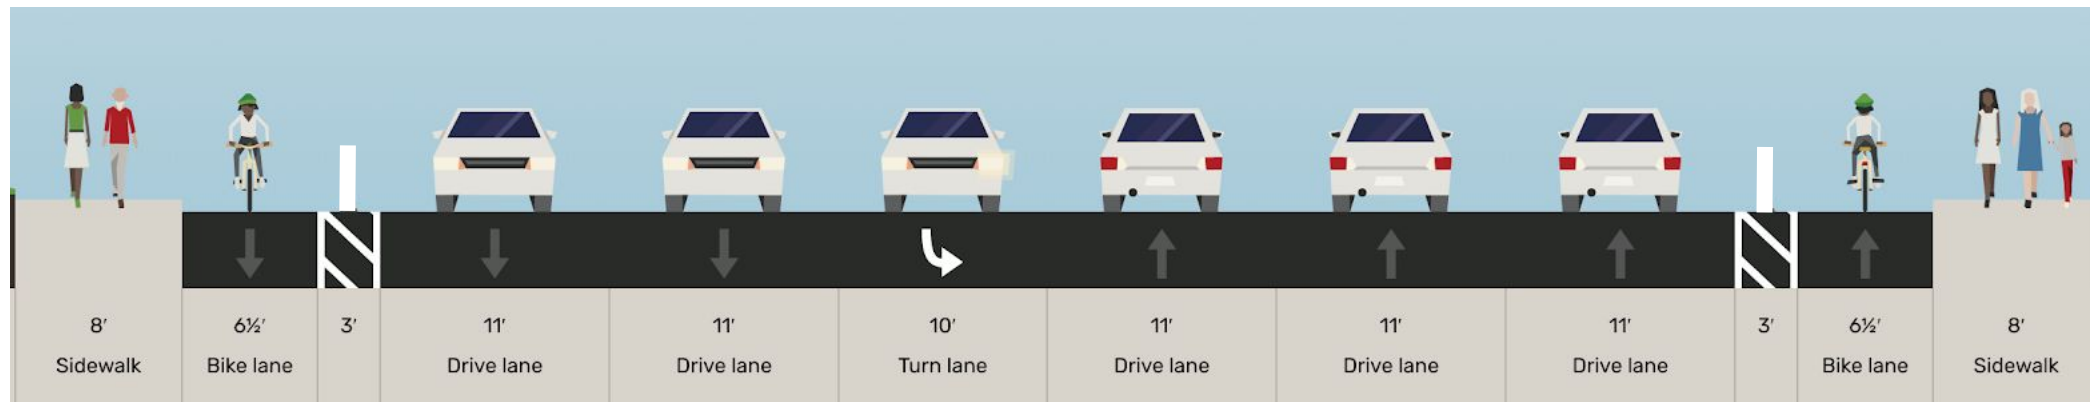 8′ 6½′ 3′ 11′ 11′ 10′ 11′ 11′ 11′ 3′ 6½′ 8′
Sidewalk Bike lane Drive lane Drive lane Turn lane Drive lane Drive lane Drive lane Bike lane Sidewalk